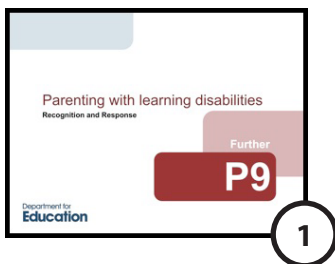 Parenting with learning disabilities
Recognition and Response
Further
P9
Department for
Education
1